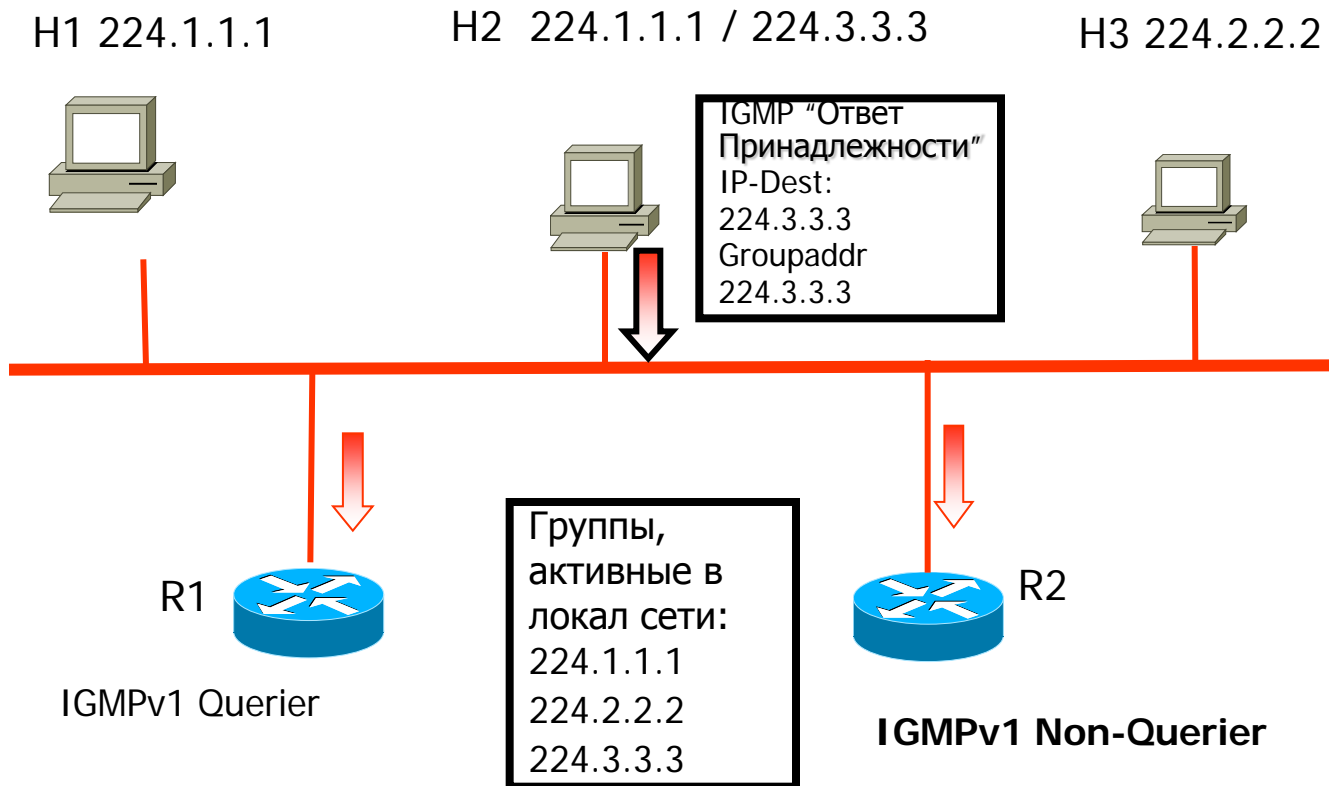 H1 224.1.1.1
H2 224.1.1.1 / 224.3.3.3
H3 224.2.2.2
IGMP “Ответ
Принадлежности”
IP-Dest:
224.3.3.3
Groupaddr
224.3.3.3
R1
IGMPv1 Querier
Группы,
активные в
локал сети:
224.1.1.1
224.2.2.2
224.3.3.3
R2
IGMPv1 Non-Querier